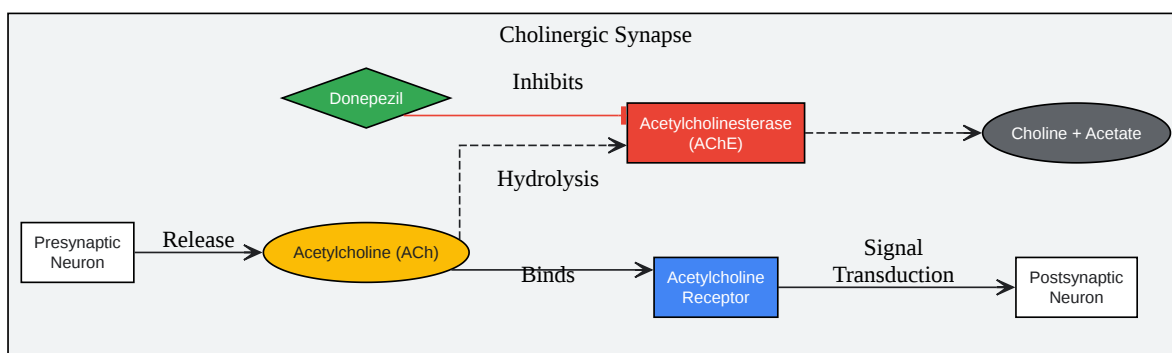 Cholinergic Synapse
Donepezil
Inhibits
Acetylcholinesterase
(AChE)
Choline + Acetate
Hydrolysis
Presynaptic
Neuron
Release
Acetylcholine (ACh)
Binds
Acetylcholine
Receptor
Signal
Transduction
Postsynaptic
Neuron